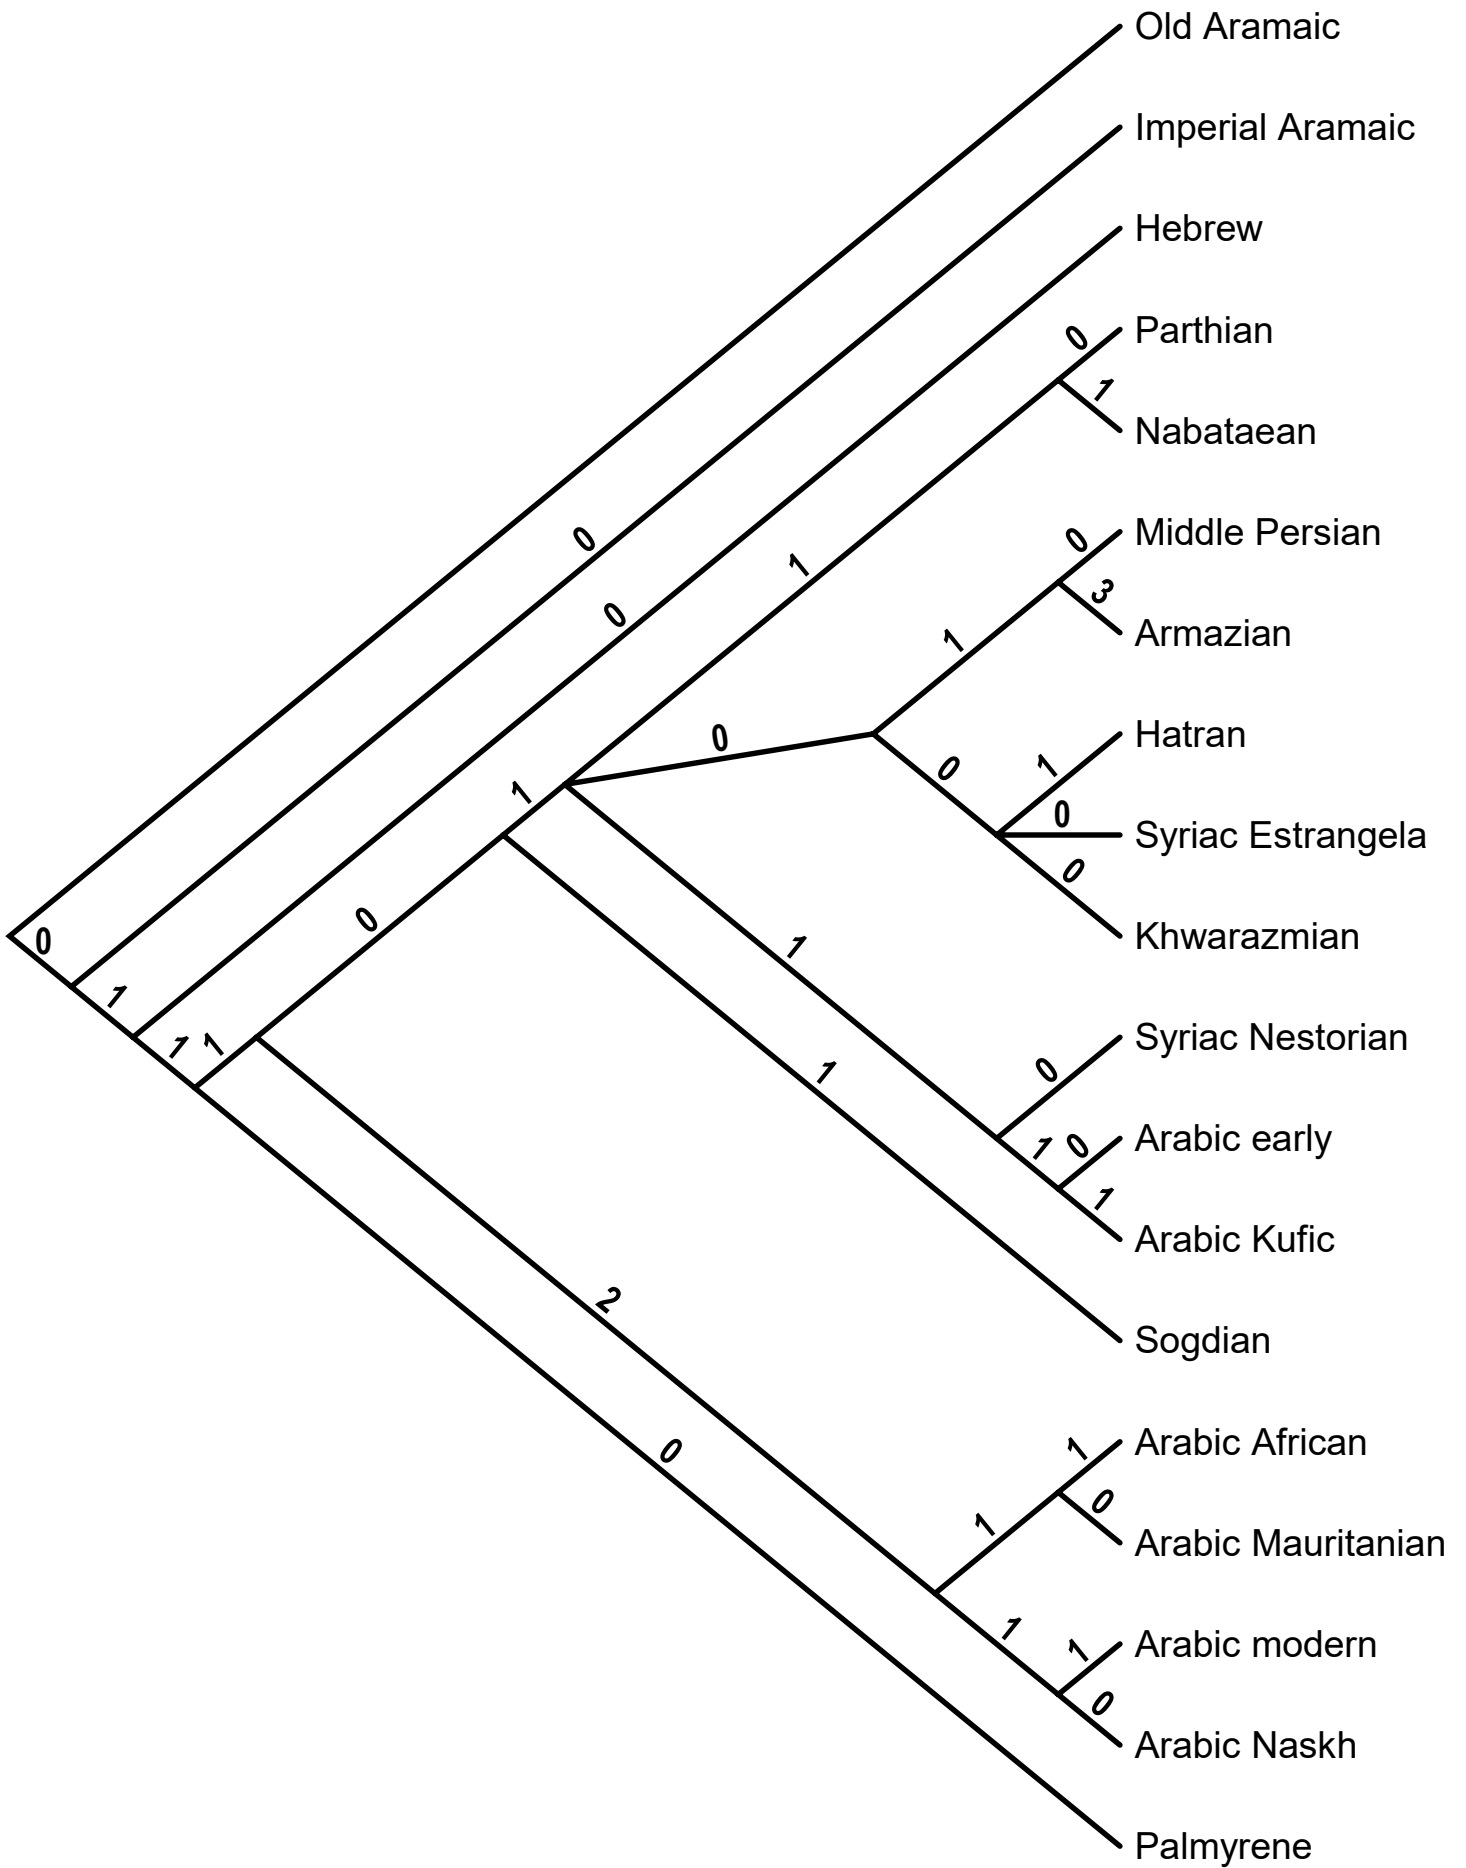 Old Aramaic
Imperial Aramaic
Hebrew
0
Parthian
1
Nabataean
0
Middle Persian
0
1
3
0
1
Armazian
0
Hatran
1
1
0
0
Syriac Estrangela
0
0
0
Khwarazmian
1
1
Syriac Nestorian
1
1
0
1
Arabic early
1
0
1
Arabic Kufic
2
Sogdian
1
Arabic African
0
0
1
Arabic Mauritanian
1
1
Arabic modern
0
Arabic Naskh
Palmyrene